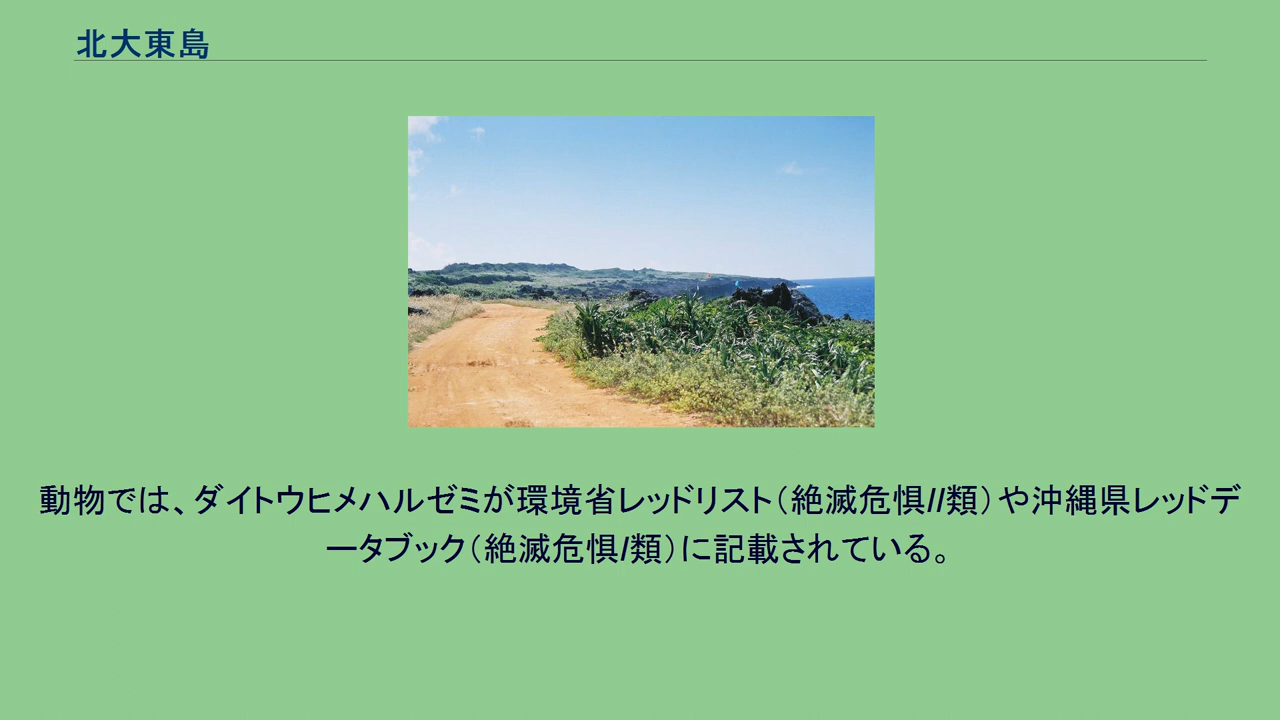 北大東島
動物では、ダイトウヒメハルゼミが環境省レッドリスト（絶滅危惧//類）や沖縄県レッドデ
ータブック（絶滅危惧/類）に記載されている。